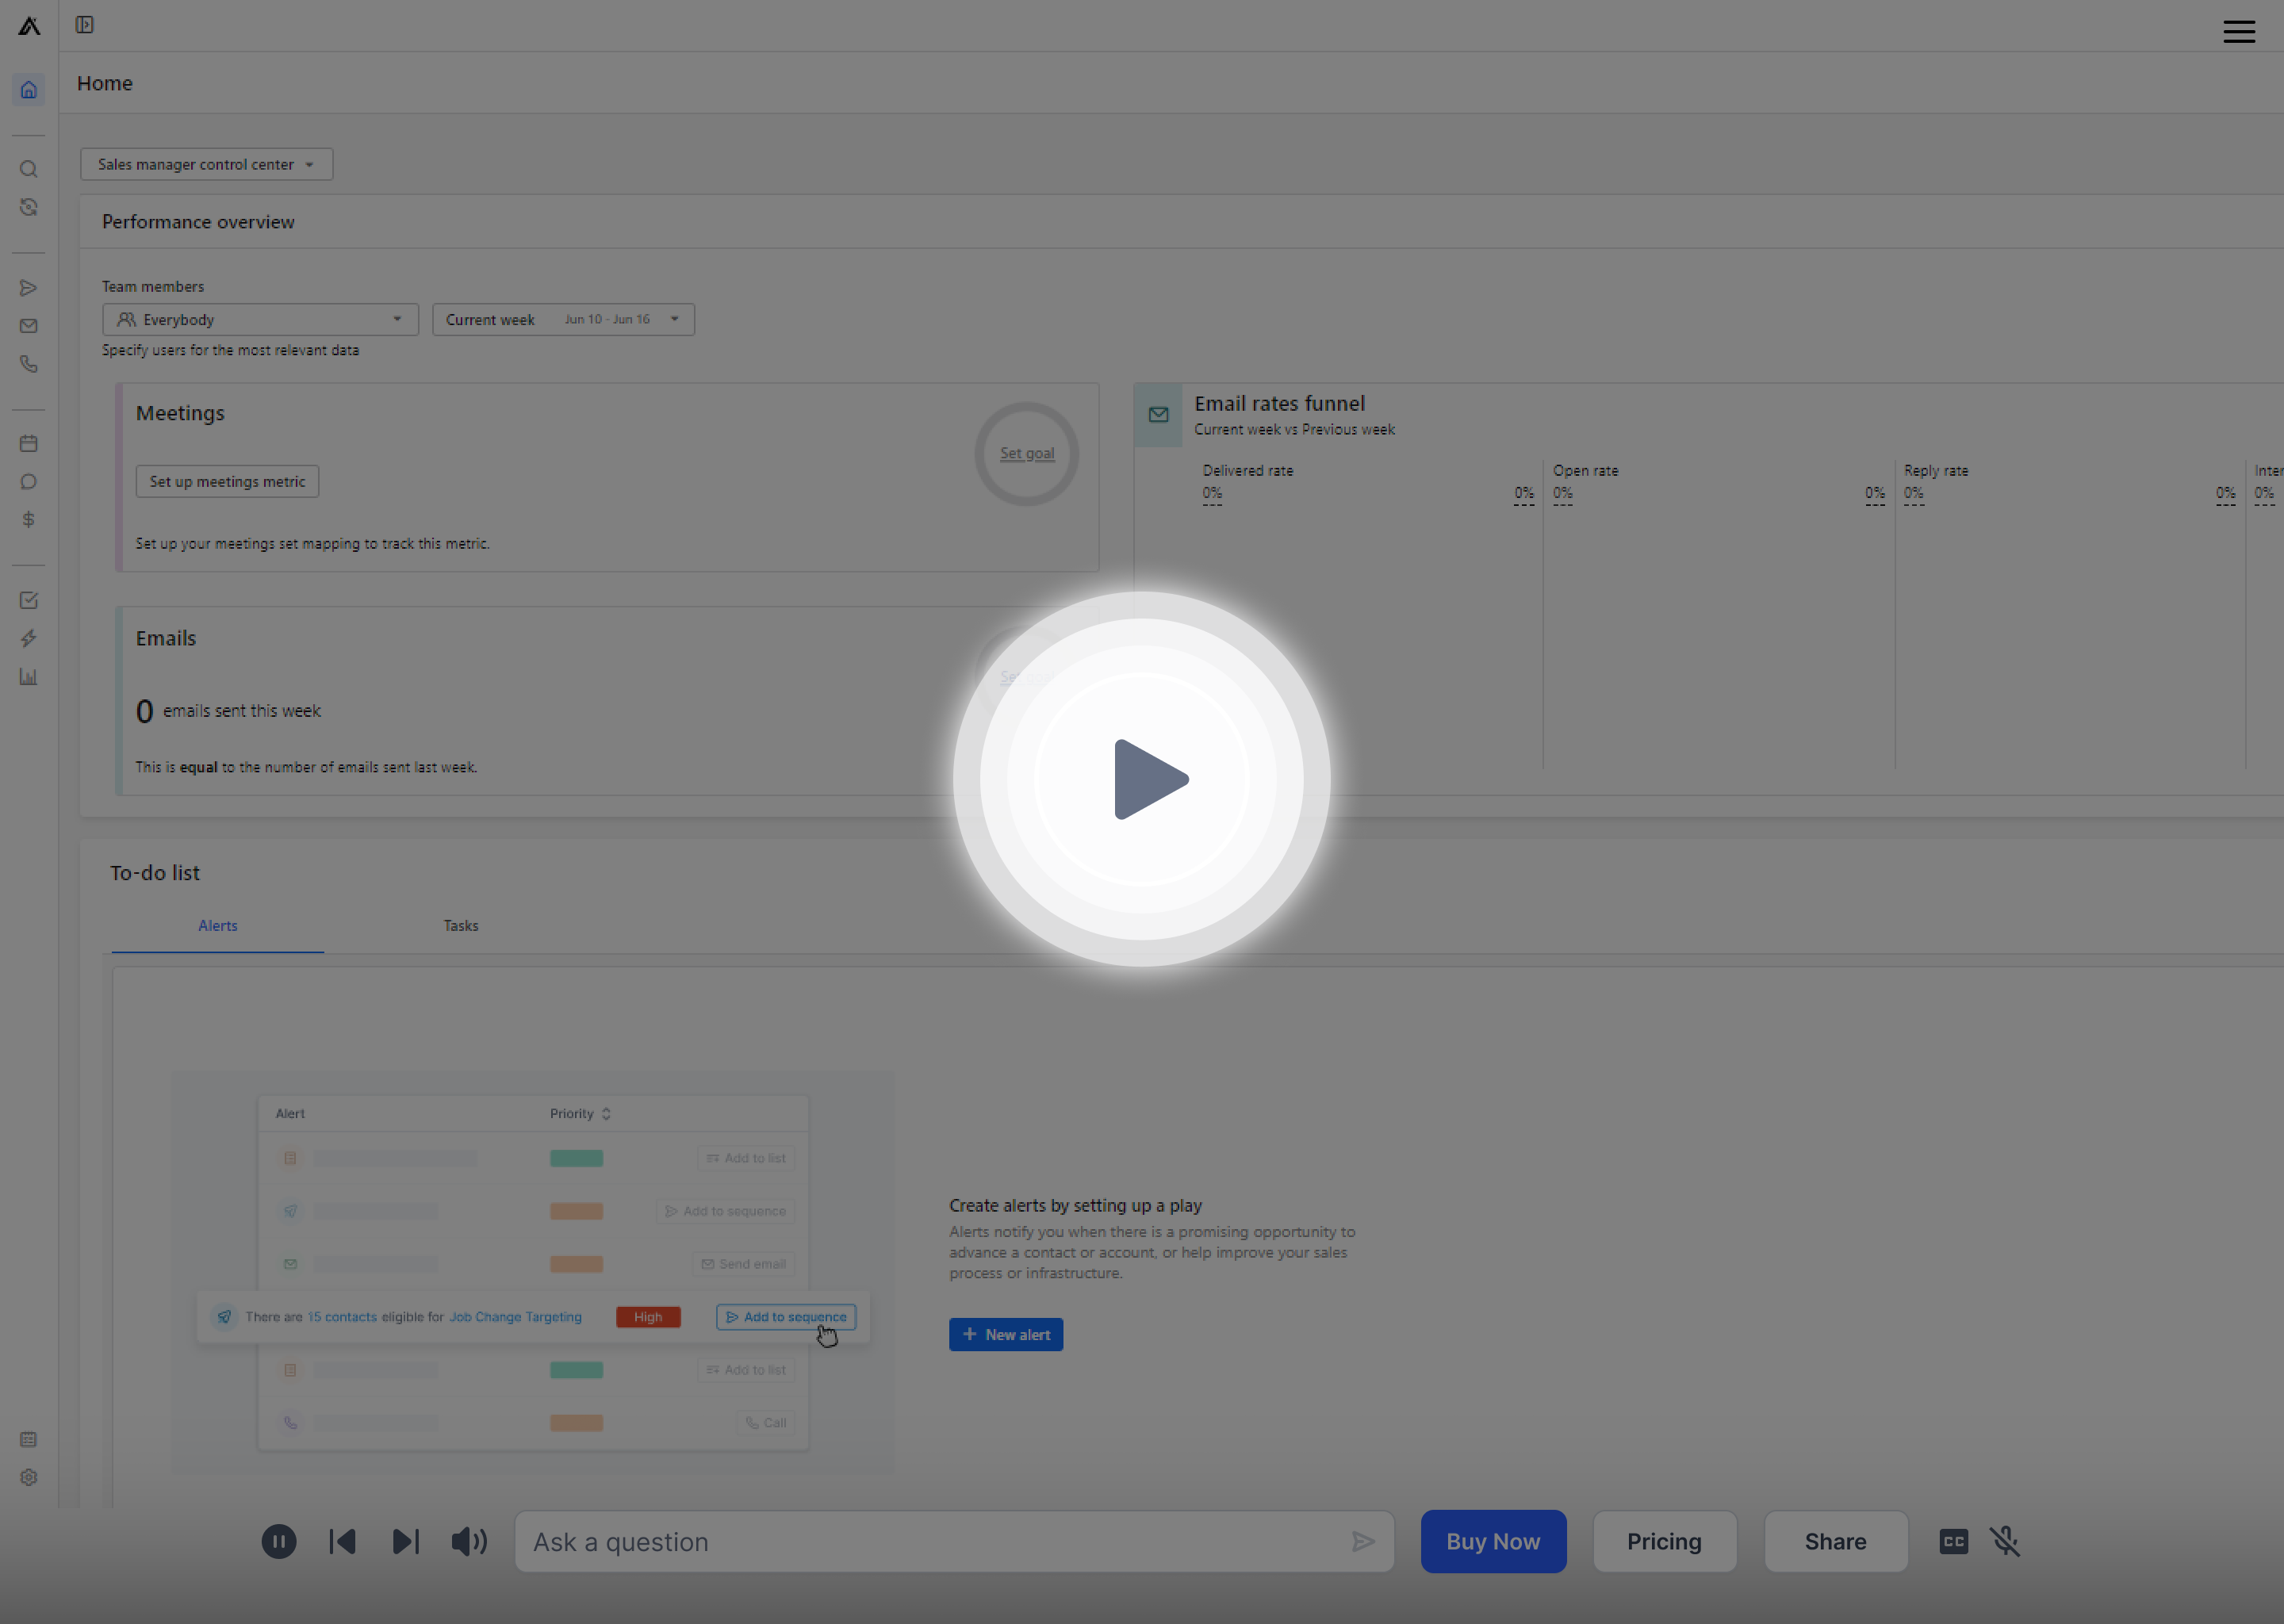 Home
Sales manager control center
Performance overview
Team members
Everybody
Current week Jun 10 - Jun 16
Specify users for the most relevant data
Meetings
Set goal
Set up meetings metric
Set up your meetings set mapping to track this metric.
Email rates funnel
Current week vs Previous week
Delivered rate
0% 0%
Open rate
0% 0%
Reply rate
0% 0%
0%
Emails
0 emails sent this week
This is equal to the number of emails sent last week.
To-do list
Alerts Tasks
Alert Priority
Add to list
Add to sequence
Send email
There are 15 contacts eligible for Job Change Targeting High Add to sequence
Add to list
Call
Create alerts by setting up a play
Alerts notify you when there is a promising opportunity to
advance a contact or account, or help improve your sales
process or infrastructure.
+ New alert
Ask a question
Buy Now
Pricing
Share
CC